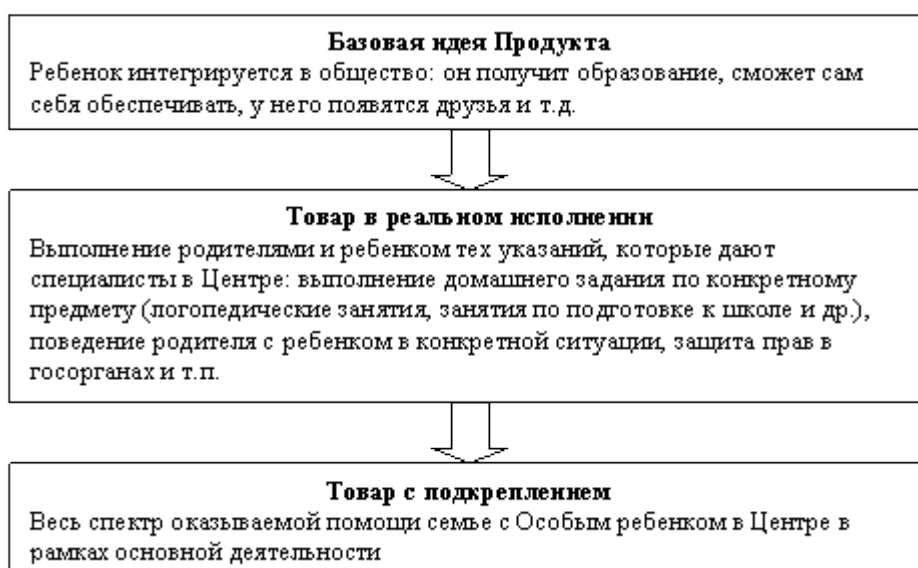 Базовая идея Продукта
Ребенок интегрируется в общество: он получит образование, сможет сам
себя обеспечивать, у него появятся друзья и т.д.
Товар в реальном исполнении
Выполнение родителями и ребенком тех указаний, которые дают
специалисты в Центре: выполнение домашнего задания по конкретному
предмету (логопедические занятия, занятия по подготовке к школе и др.),
поведение родителя с ребенком в конкретной ситуации, защита прав в
госорганах и т.п.
Товар с подкреплением
Весь спектр оказываемой помощи семье с Особым ребенком в Центре в
рамках основной деятельности